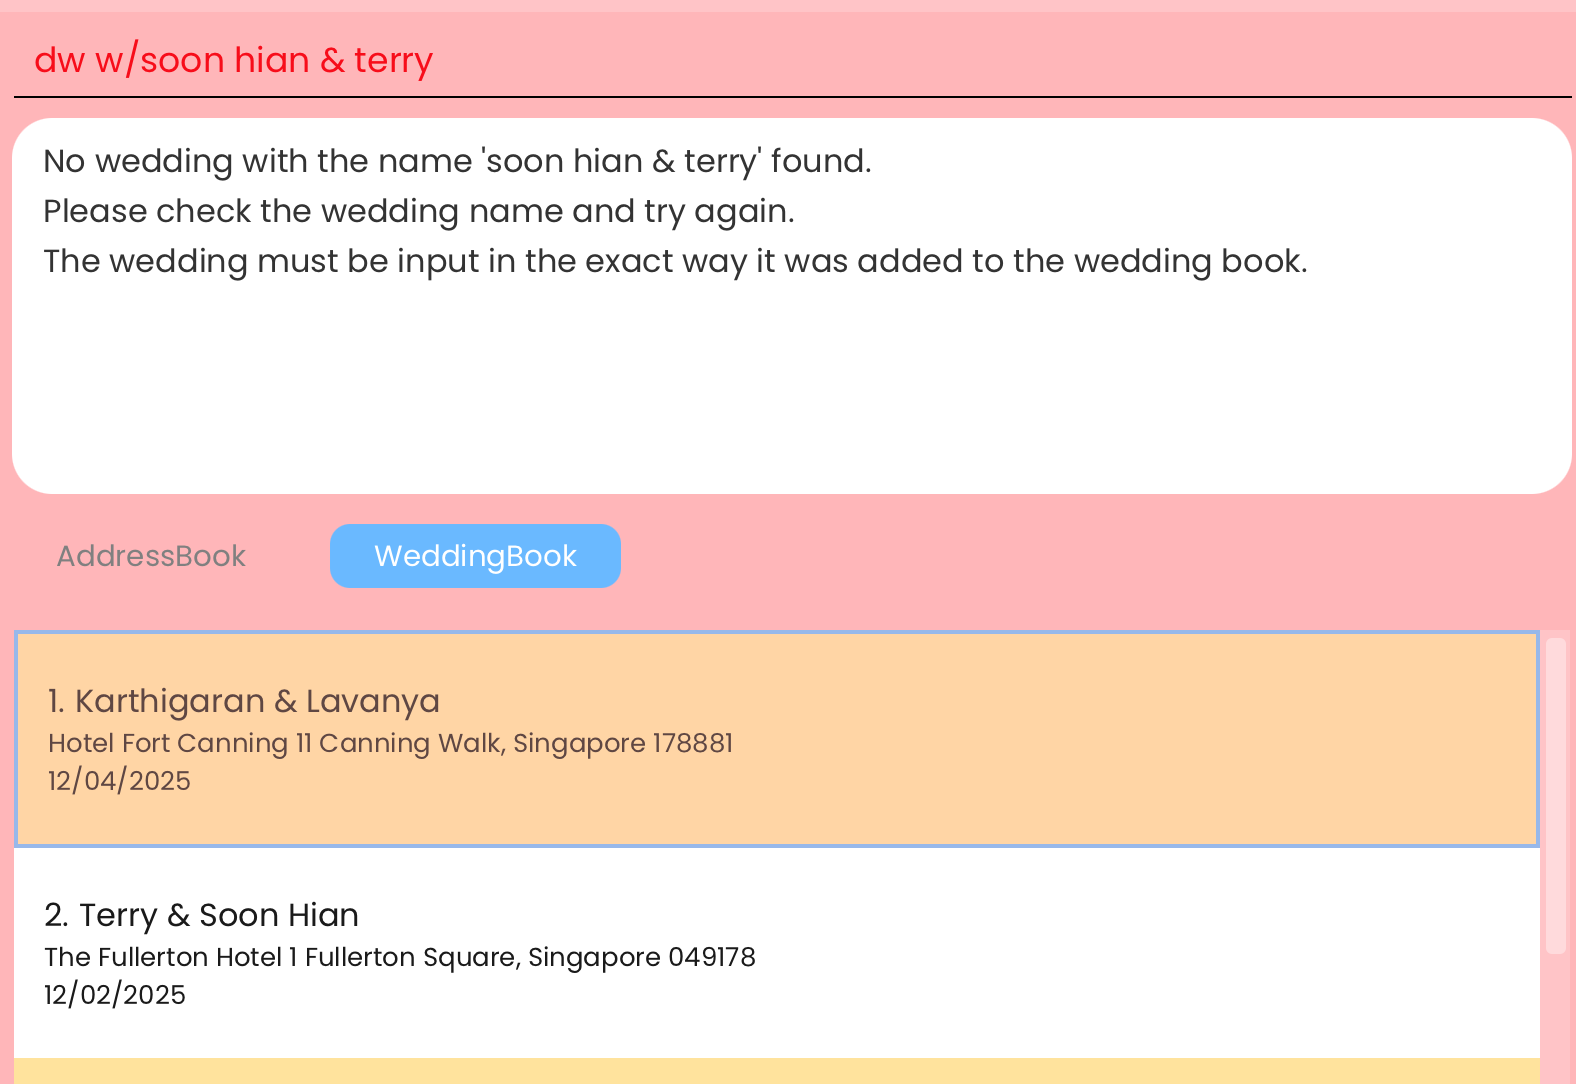 dw w/soon hian & terry
No wedding with the name 'soon hian & terry' found.
Please check the wedding name and try again.
The wedding must be input in the exact way it was added to the wedding book.
AddressBook
WeddingBook
1. Karthigaran & Lavanya
Hotel Fort Canning 11 Canning Walk, Singapore 178881
12/04/2025
2. Terry & Soon Hian
The Fullerton Hotel 1 Fullerton Square, Singapore 049178
12/02/2025